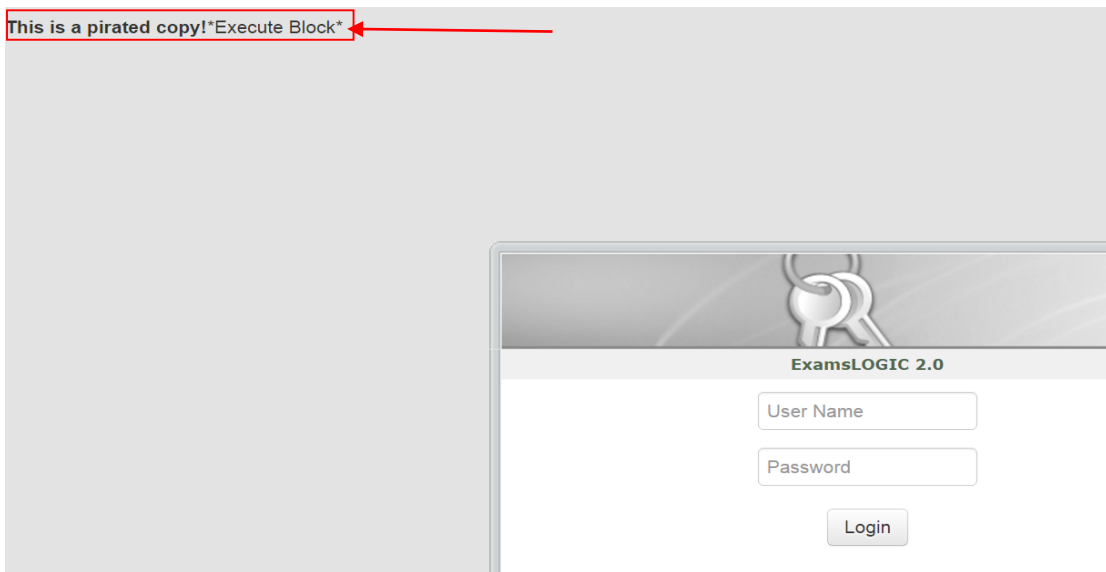 This is a pirated copy!*Execute Block*
ExamsLOGIC 2.0
User Name
Password
Login